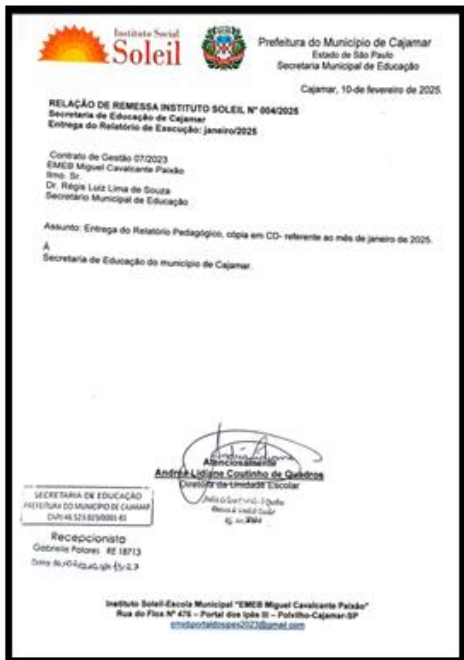 Instituto Social
Soleil
Prefeitura do Município de Cajamar
Estado de São Paulo
Secretaria Municipal de Educação
Cajamar, 10-de fevereiro de 2025.
RELAÇÃO DE REMESSA INSTITUTO SOLEIL Nº 004/2025
Secretaria de Educação de Cajamar
Entrega do Relatório de Execução: janeiro/2025
Contrato de Gestão 07/2023
EMEB Miguel Cavalcante Paixão
Ilmo. Sr.
Dr. Régis Luiz Lima de Souza
Secretário Municipal de Educação
Assunto: Entrega do Relatório Pedagógico, cópia em CD- referente ao mês de janeiro de 2025.
À
Secretaria de Educação do município de Cajamar.
Atenciosamente
Andréa Lidiane Coutinho de Quadros
Diretora da Unidade Escolar
SECRETARIA DE EDUCAÇÃO
PREFEITURA DO MUNICÍPIO DE CAJAMAR
Recepcionista
Gabrielle Polares RE 18713
Instituto Soleil-Escola Municipal "EMEB Miguel Cavalcante Paixão"
Rua do Flox Nº 476 – Portal dos Ipês III – Polvilho-Cajamar-SP
emebportaldosipes2023@gmail.com